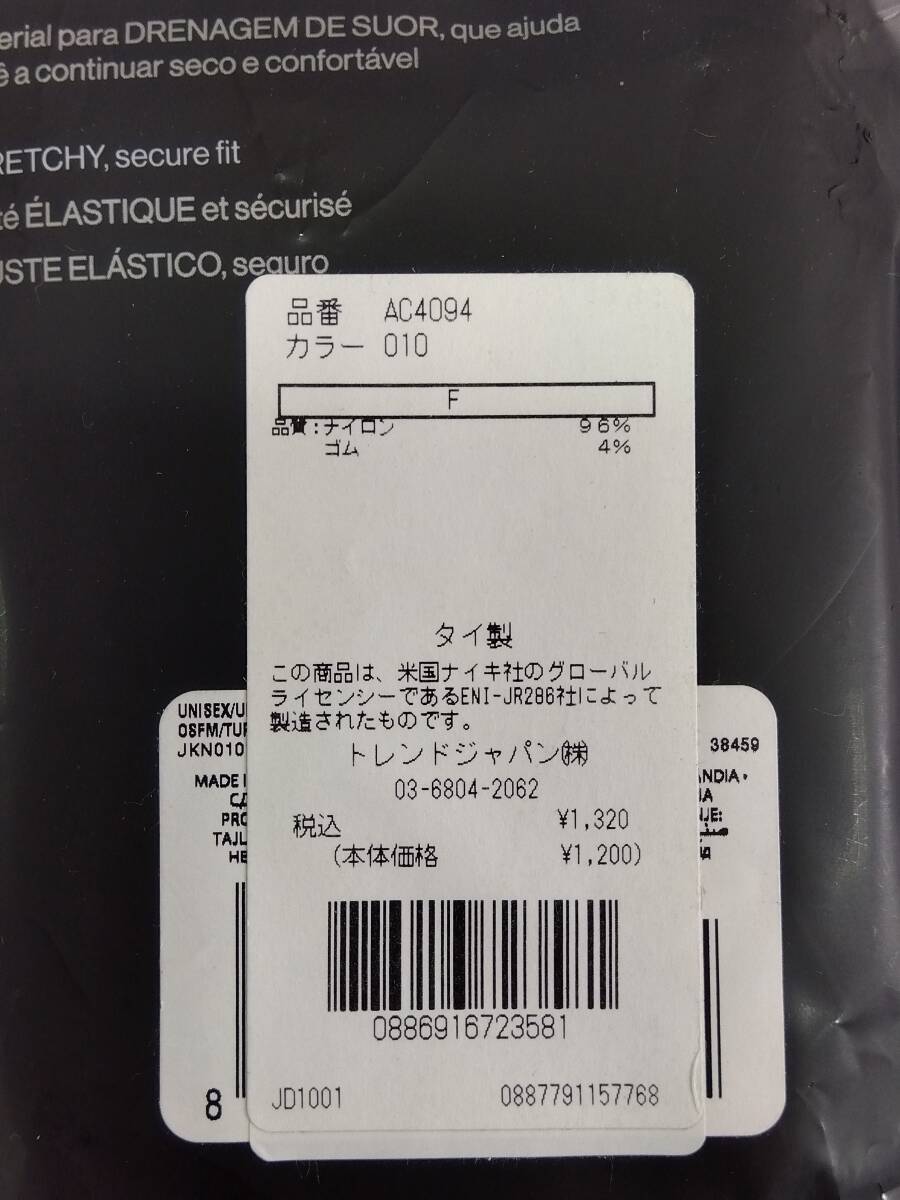 para DRENAGEM DE SUOR, que ajuda
a continuar seco e confortável
secure fit
ÉLASTIQUE et sécurisé
ELÁSTICO, seguro
品番 AC4094
カラー 010
F
品質:ナイロン 96%
ゴム 4%
タイ製
この商品は、米国ナイキ社のグローバル
ライセンシーであるENI-JR286社によって
製造されたものです。
トレンドジャパン㈱
03-6804-2062
税込 ¥1,320
(本体価格 ¥1,200)
0886916723581
JD1001 0887791157768
UNISEX/
OSFM/
JKN010
38459
MADE
8